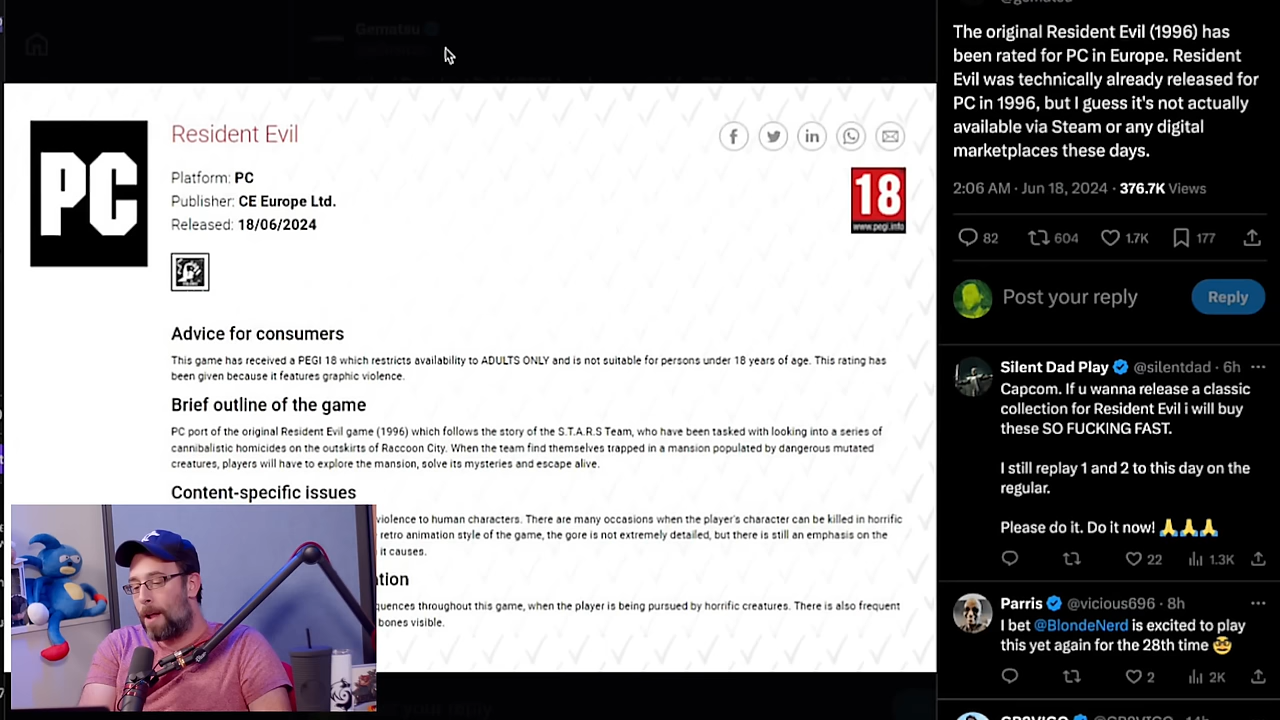 Gematsu
@gematsu
PC
Resident Evil
Platform: PC
Publisher: CE Europe Ltd.
Released: 18/06/2024
18
www.pegi.info
Advice for consumers
This game has received a PEGI 18 which restricts availability to ADULTS ONLY and is not suitable for persons under 18 years of age. This rating has
been given because it features graphic violence.
Brief outline of the game
PC port of the original Resident Evil game (1996) which follows the story of the S.T.A.R.S Team, who have been tasked with looking into a series of
cannibalistic homicides on the outskirts of Raccoon City. When the team find themselves trapped in a mansion populated by dangerous mutated
creatures, players will have to explore the mansion, solve its mysteries and escape alive.
Content-specific issues
violence to human characters. There are many occasions when the player's character can be killed in horrific
retro animation style of the game, the gore is not extremely detailed, but there is still an emphasis on the
it causes.
quences throughout this game, when the player is being pursued by horrific creatures. There is also frequent
bones visible.
The original Resident Evil (1996) has
been rated for PC in Europe. Resident
Evil was technically already released for
PC in 1996, but I guess it's not actually
available via Steam or any digital
marketplaces these days.
2:06 AM · Jun 18, 2024 · 376.7K Views
82 604 1.7K 177
Post your reply
Reply
Silent Dad Play @silentdad · 6h
Capcom. If u wanna release a classic
collection for Resident Evil i will buy
these SO FUCKING FAST.
I still replay 1 and 2 to this day on the
regular.
Please do it. Do it now! 🙏🙏🙏
22 1.3K
Parris @vicious696 · 8h
I bet @BlondeNerd is excited to play
this yet again for the 28th time 🤓
2 2K